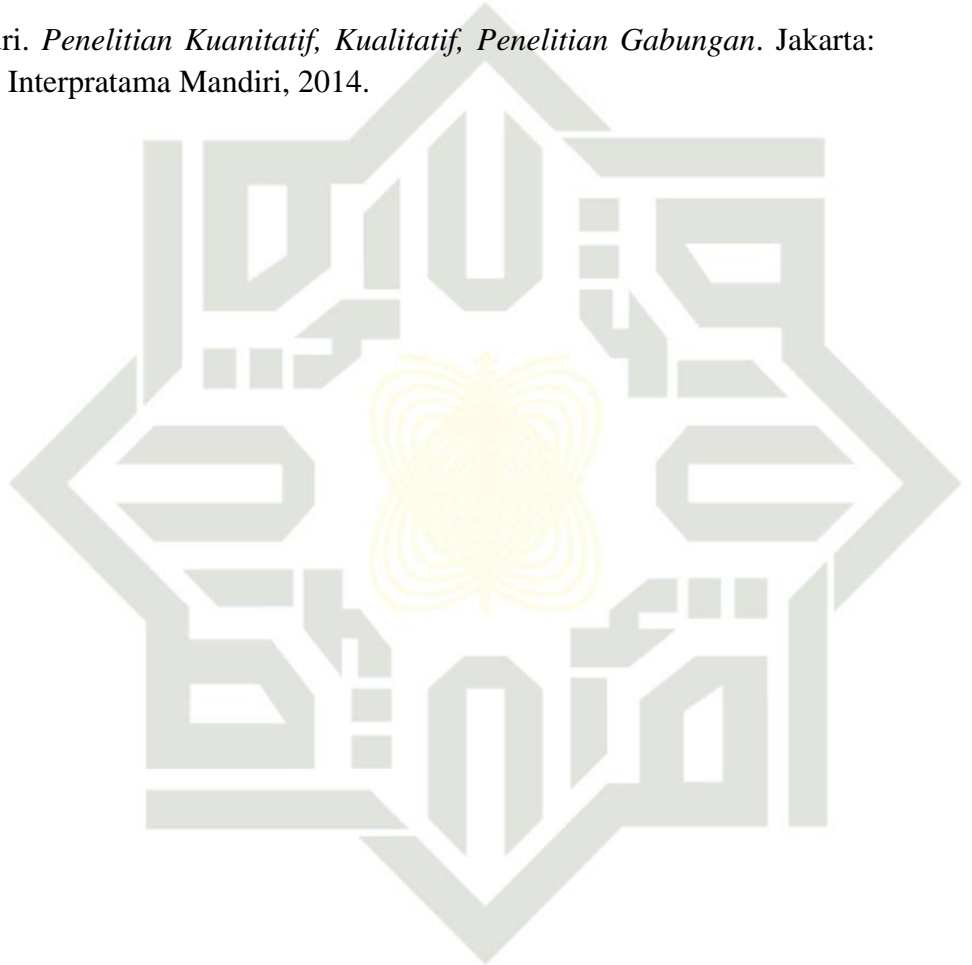 ri. Penelitian Kuanitatif, Kualitatif, Penelitian Gabungan. Jakarta:
Interpratama Mandiri, 2014.